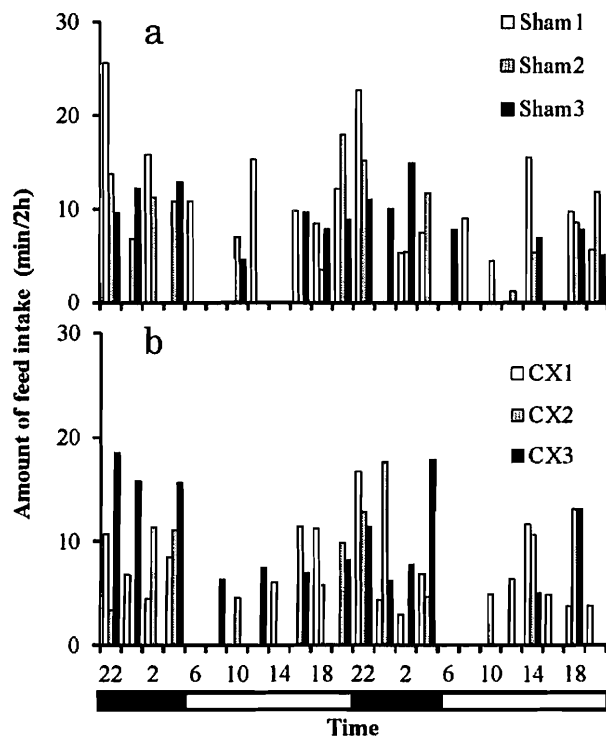 Amount of feed intake (min/2h)
a
Sham1
Sham2
Sham3
30
20
10
0
b
CX1
CX2
CX3
30
20
10
0
22 2 6 10 14 18 22 2 6 10 14 18
Time